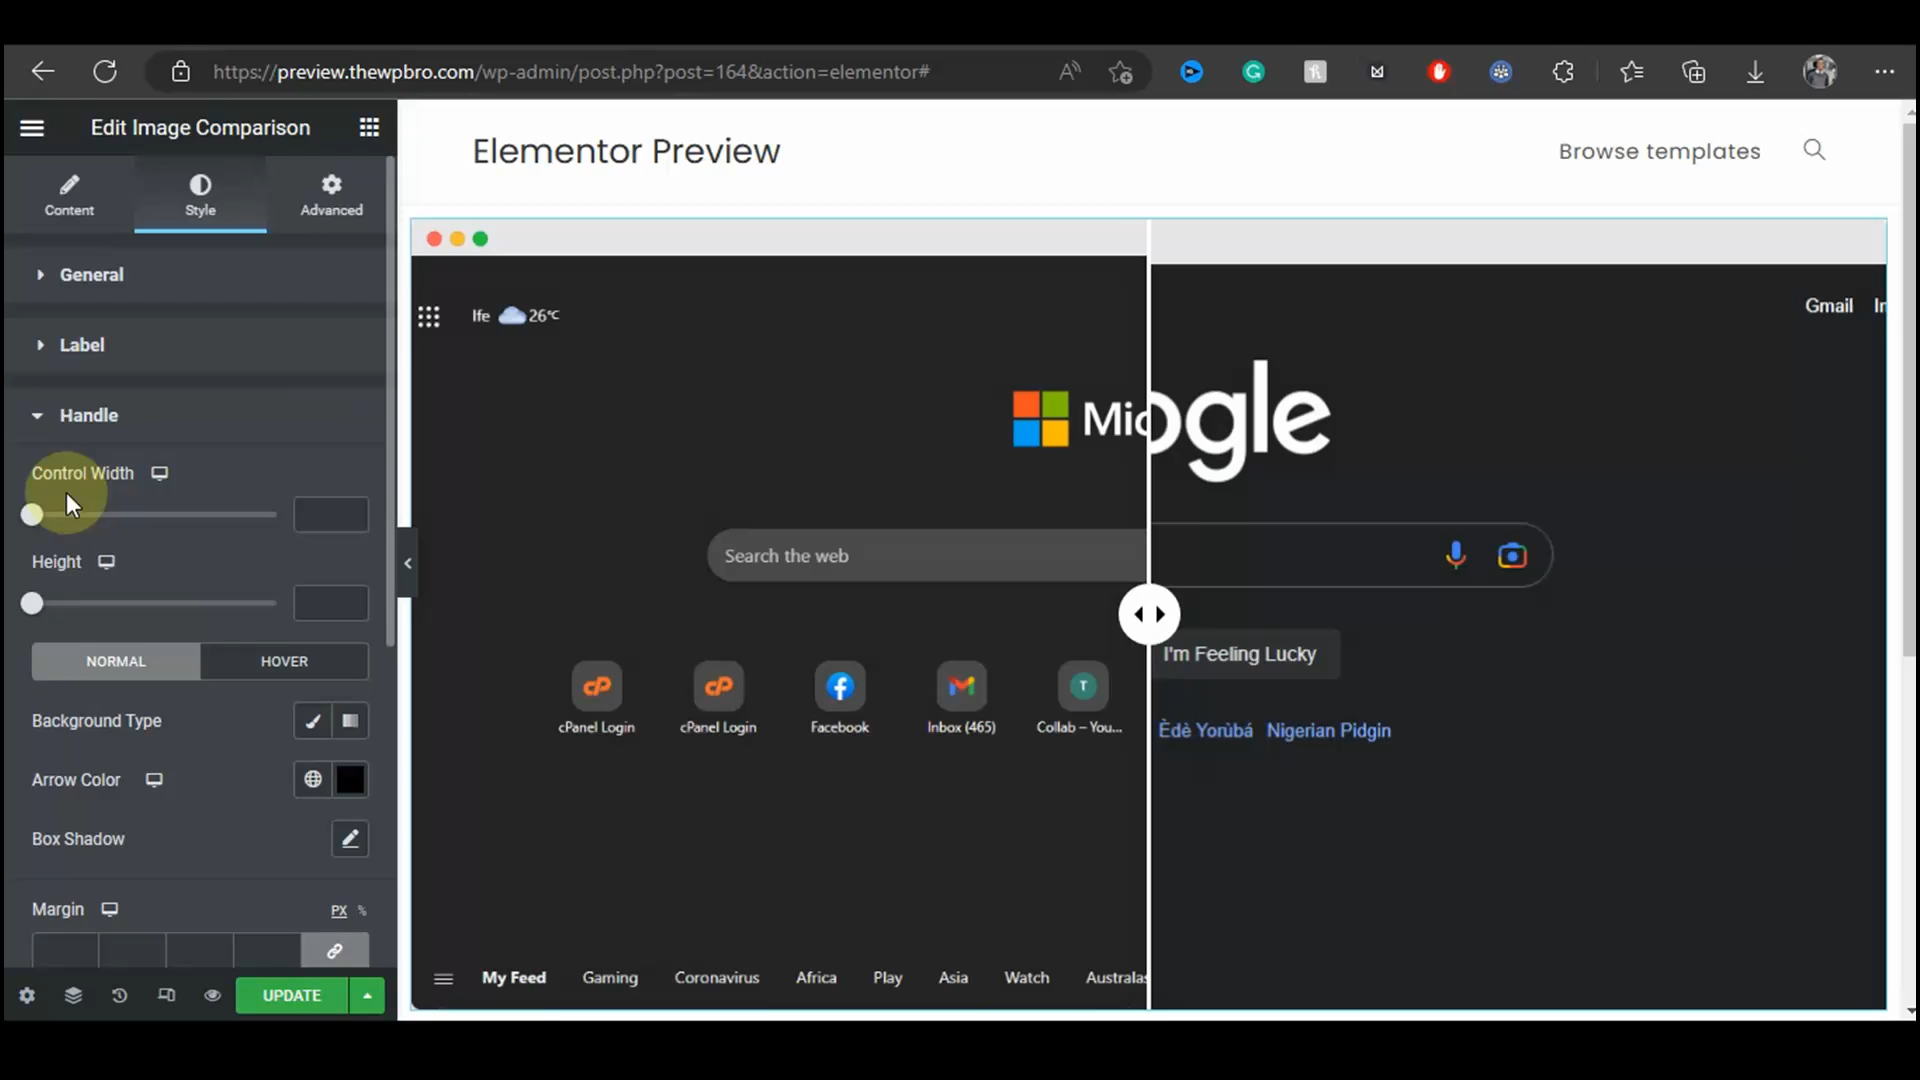 https://preview.thewpbro.com/wp-admin/post.php?post=164&action=elementor#
Edit Image Comparison
Content
Style
Advanced
General
Label
Handle
Control Width
Height
NORMAL
HOVER
Background Type
Arrow Color
Box Shadow
Margin
PX %
UPDATE
Elementor Preview
Browse templates
Ife 26°C
Gmail
Mic
ogle
Search the web
I'm Feeling Lucky
cPanel Login
cPanel Login
Facebook
Inbox (465)
T
Collab – You...
Èdè Yorùbá Nigerian Pidgin
My Feed Gaming Coronavirus Africa Play Asia Watch Australas